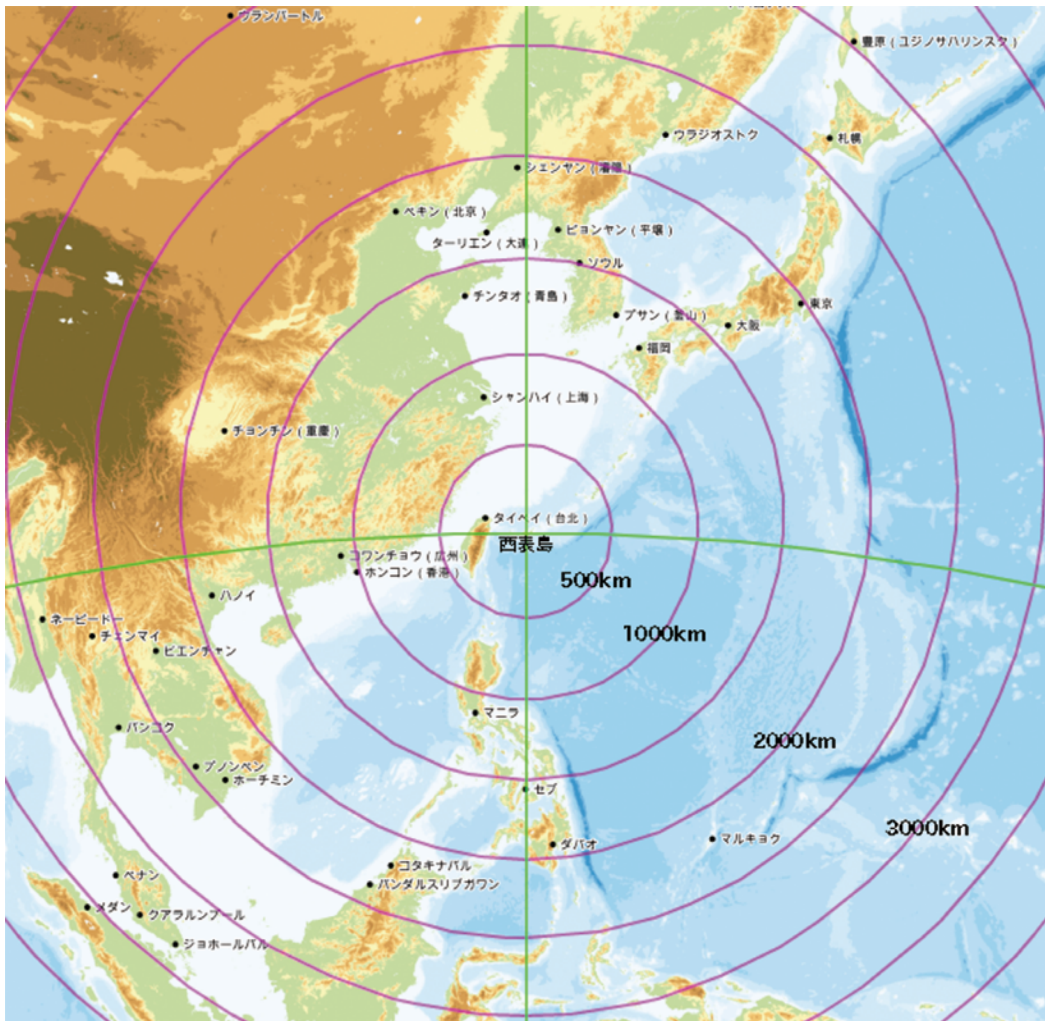 ウランバートル
豊原(ユジノサハリンスク)
ウラジオストク
札幌
シェンヤン(瀋陽)
ペキン(北京)
ターリエン(大連)
ピョンヤン(平壌)
ソウル
チンタオ(青島)
プサン(釜山)
東京
大阪
福岡
シャンハイ(上海)
チョンチン(重慶)
タイペイ(台北)
西表島
コワンチョウ(広州)
ホンコン(香港)
500km
ハノイ
ネーピードー
チェンマイ
ビエンチャン
1000km
マニラ
バンコク
2000km
プノンペン
ホーチミン
セブ
3000km
マルキョク
ダバオ
コタキナバル
バンダルスリブガワン
ペナン
メダン
クアラルンプール
ジョホールバル